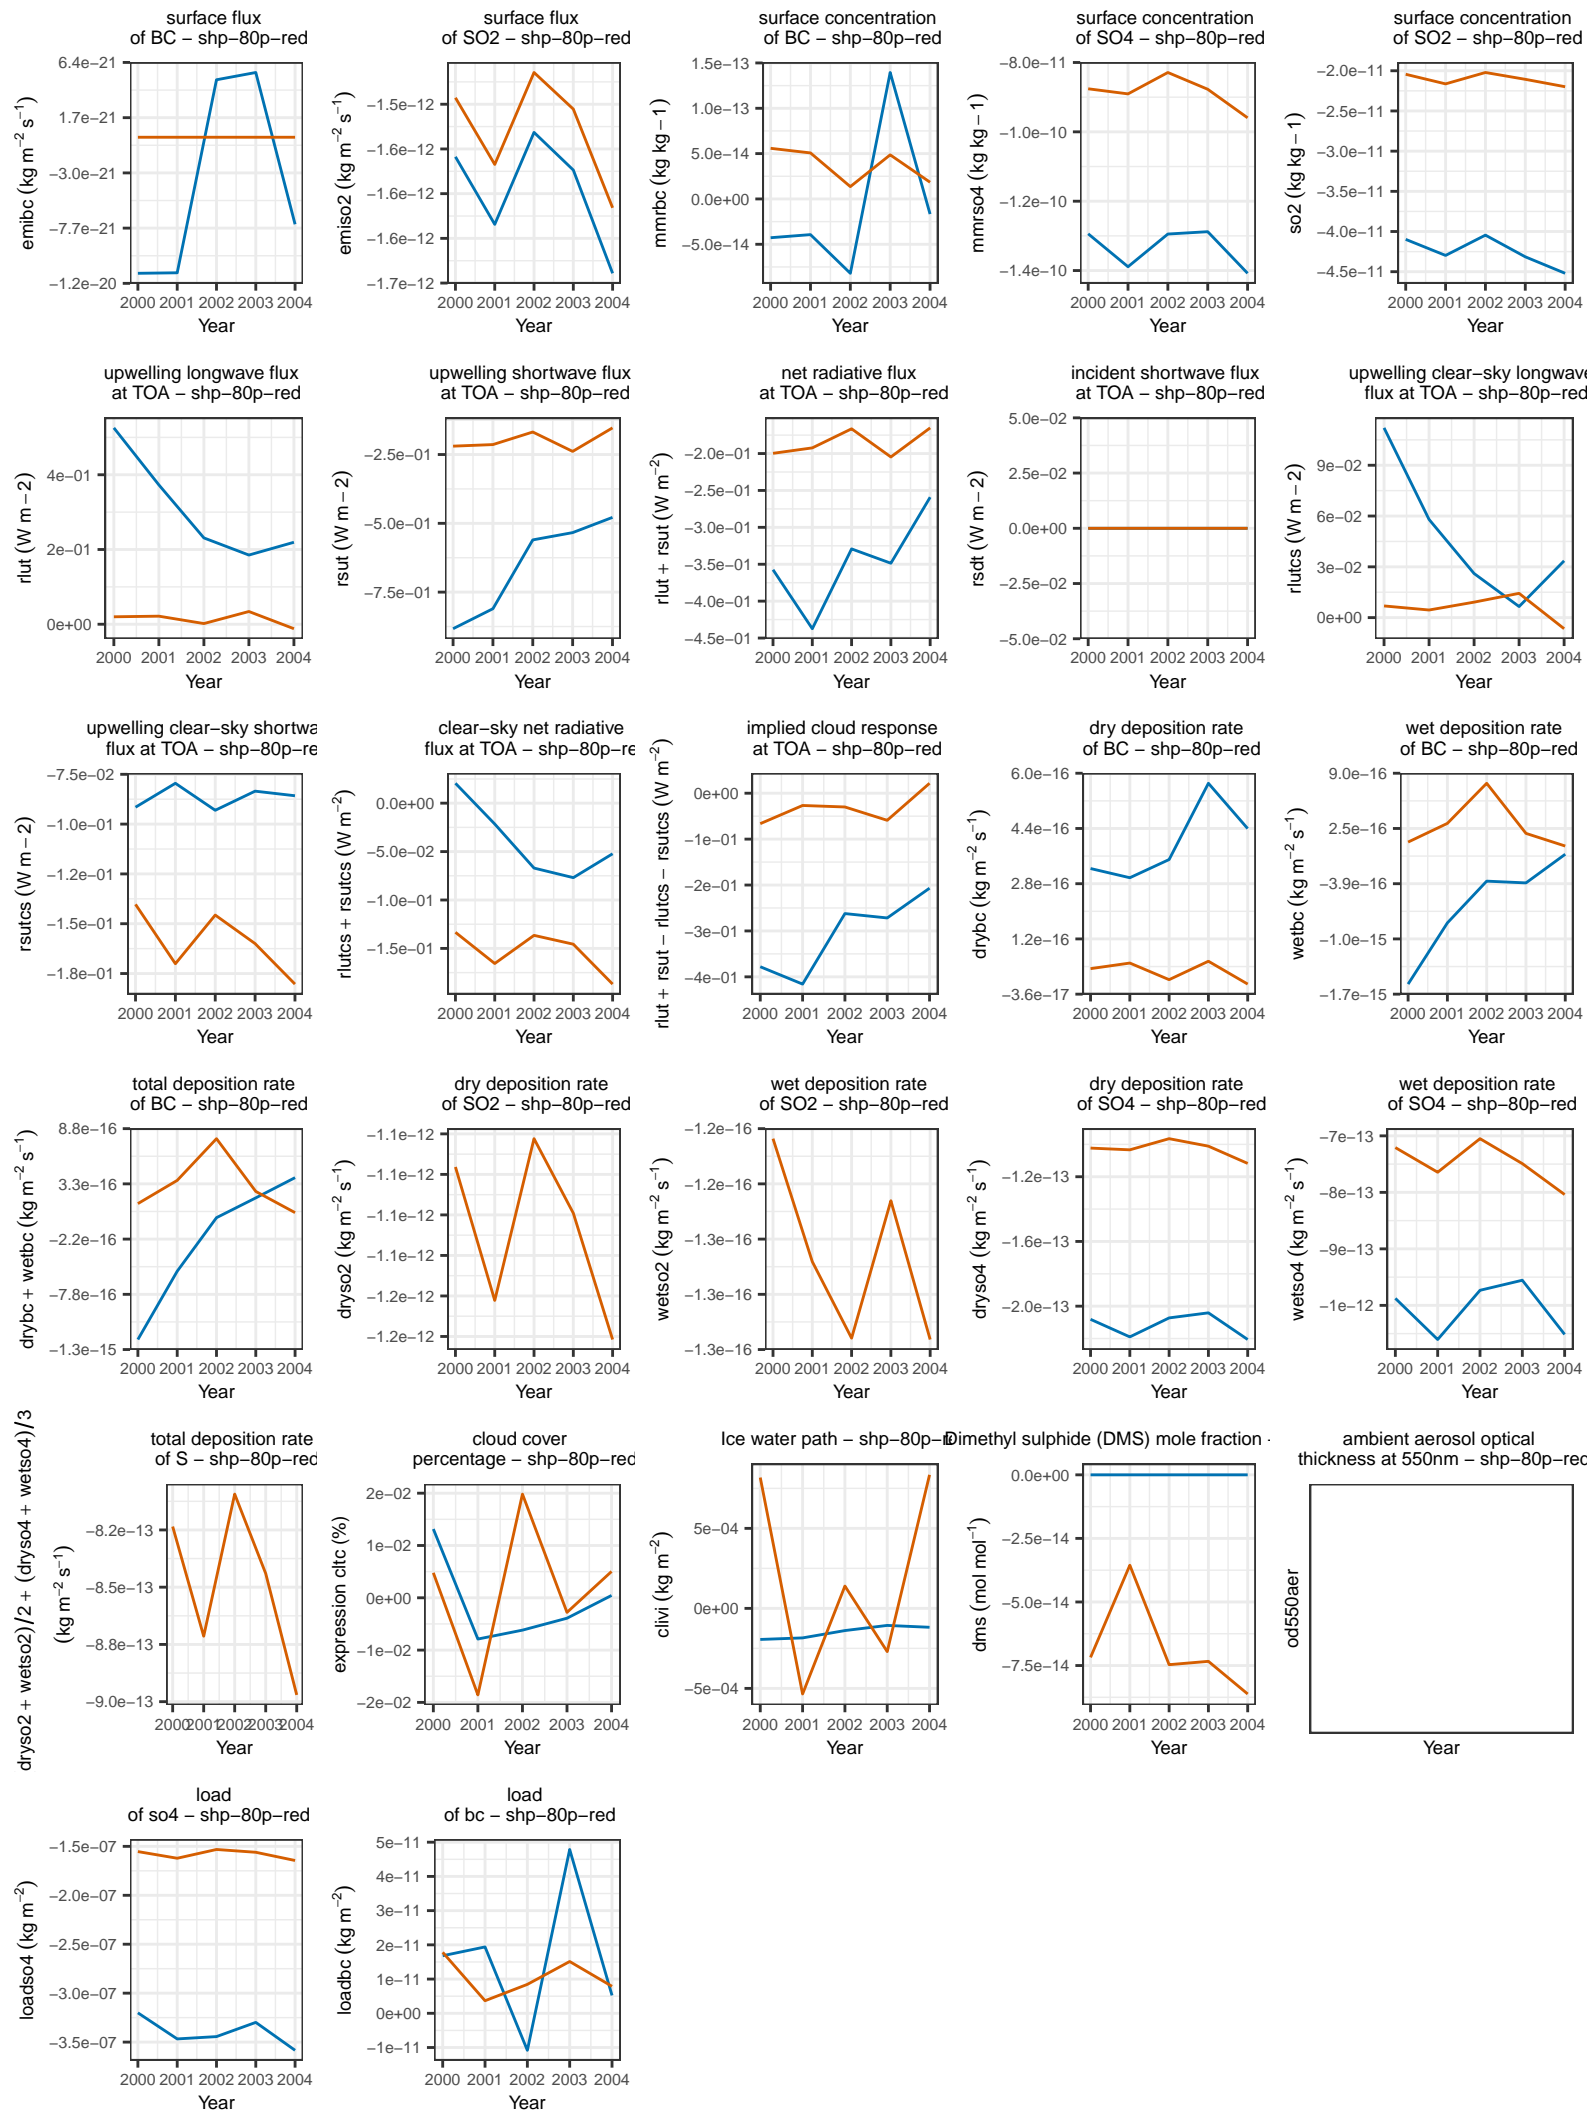 surface flux
of BC − shp−80p−red
6.4e−21
1.7e−21
−3.0e−21
−7.7e−21
−1.2e−20
emibc (kg m−2 s−1)
2000 2001 2002 2003 2004
Year
surface flux
of SO2 − shp−80p−red
−1.5e−12
−1.6e−12
−1.6e−12
−1.6e−12
−1.7e−12
emiso2 (kg m−2 s−1)
2000 2001 2002 2003 2004
Year
surface concentration
of BC − shp−80p−red
1.5e−13
1.0e−13
5.0e−14
0.0e+00
−5.0e−14
mmrbc (kg kg − 1)
2000 2001 2002 2003 2004
Year
surface concentration
of SO4 − shp−80p−red
−8.0e−11
−1.0e−10
−1.2e−10
−1.4e−10
mmrso4 (kg kg − 1)
2000 2001 2002 2003 2004
Year
surface concentration
of SO2 − shp−80p−red
−2.0e−11
−2.5e−11
−3.0e−11
−3.5e−11
−4.0e−11
−4.5e−11
so2 (kg kg − 1)
2000 2001 2002 2003 2004
Year
upwelling longwave flux
at TOA − shp−80p−red
4e−01
2e−01
0e+00
rlut (W m − 2)
2000 2001 2002 2003 2004
Year
upwelling shortwave flux
at TOA − shp−80p−red
−2.5e−01
−5.0e−01
−7.5e−01
rsut (W m − 2)
2000 2001 2002 2003 2004
Year
net radiative flux
at TOA − shp−80p−red
−2.0e−01
−2.5e−01
−3.0e−01
−3.5e−01
−4.0e−01
−4.5e−01
rlut + rsut (W m−2)
2000 2001 2002 2003 2004
Year
incident shortwave flux
at TOA − shp−80p−red
5.0e−02
2.5e−02
0.0e+00
−2.5e−02
−5.0e−02
rsdt (W m − 2)
2000 2001 2002 2003 2004
Year
upwelling clear−sky longwave
flux at TOA − shp−80p−red
9e−02
6e−02
3e−02
0e+00
rlutcs (W m − 2)
2000 2001 2002 2003 2004
Year
upwelling clear−sky shortwa
flux at TOA − shp−80p−re
−7.5e−02
−1.0e−01
−1.2e−01
−1.5e−01
−1.8e−01
rsutcs (W m − 2)
2000 2001 2002 2003 2004
Year
clear−sky net radiative
flux at TOA − shp−80p−re
0.0e+00
−5.0e−02
−1.0e−01
−1.5e−01
rlutcs + rsutcs (W m−2)
2000 2001 2002 2003 2004
Year
implied cloud response
at TOA − shp−80p−red
0e+00
−1e−01
−2e−01
−3e−01
−4e−01
rlut + rsut − rlutcs − rsutcs (W m−2)
2000 2001 2002 2003 2004
Year
dry deposition rate
of BC − shp−80p−red
6.0e−16
4.4e−16
2.8e−16
1.2e−16
−3.6e−17
drybc (kg m−2 s−1)
2000 2001 2002 2003 2004
Year
wet deposition rate
of BC − shp−80p−red
9.0e−16
2.5e−16
−3.9e−16
−1.0e−15
−1.7e−15
wetbc (kg m−2 s−1)
2000 2001 2002 2003 2004
Year
total deposition rate
of BC − shp−80p−red
8.8e−16
3.3e−16
−2.2e−16
−7.8e−16
−1.3e−15
drybc + wetbc (kg m−2 s−1)
2000 2001 2002 2003 2004
Year
dry deposition rate
of SO2 − shp−80p−red
−1.1e−12
−1.1e−12
−1.1e−12
−1.1e−12
−1.2e−12
−1.2e−12
dryso2 (kg m−2 s−1)
2000 2001 2002 2003 2004
Year
wet deposition rate
of SO2 − shp−80p−red
−1.2e−16
−1.2e−16
−1.3e−16
−1.3e−16
−1.3e−16
wetso2 (kg m−2 s−1)
2000 2001 2002 2003 2004
Year
dry deposition rate
of SO4 − shp−80p−red
−1.2e−13
−1.6e−13
−2.0e−13
dryso4 (kg m−2 s−1)
2000 2001 2002 2003 2004
Year
wet deposition rate
of SO4 − shp−80p−red
−7e−13
−8e−13
−9e−13
−1e−12
wetso4 (kg m−2 s−1)
2000 2001 2002 2003 2004
Year
total deposition rate
of S − shp−80p−red
−8.2e−13
−8.5e−13
−8.8e−13
−9.0e−13
dryso2 + wetso2)/2 + (dryso4 + wetso4)/3
(kg m−2 s−1)
2000 2001 2002 2003 2004
Year
cloud cover
percentage − shp−80p−red
2e−02
1e−02
0e+00
−1e−02
−2e−02
expression cltc (%)
2000 2001 2002 2003 2004
Year
Ice water path − shp−80p−r
5e−04
0e+00
−5e−04
clivi (kg m−2)
2000 2001 2002 2003 2004
Year
Dimethyl sulphide (DMS) mole fraction −
0.0e+00
−2.5e−14
−5.0e−14
−7.5e−14
dms (mol mol−1)
2000 2001 2002 2003 2004
Year
ambient aerosol optical
thickness at 550nm − shp−80p−red
od550aer
Year
load
of so4 − shp−80p−red
−1.5e−07
−2.0e−07
−2.5e−07
−3.0e−07
−3.5e−07
loadso4 (kg m−2)
2000 2001 2002 2003 2004
Year
load
of bc − shp−80p−red
5e−11
4e−11
3e−11
2e−11
1e−11
0e+00
−1e−11
loadbc (kg m−2)
2000 2001 2002 2003 2004
Year